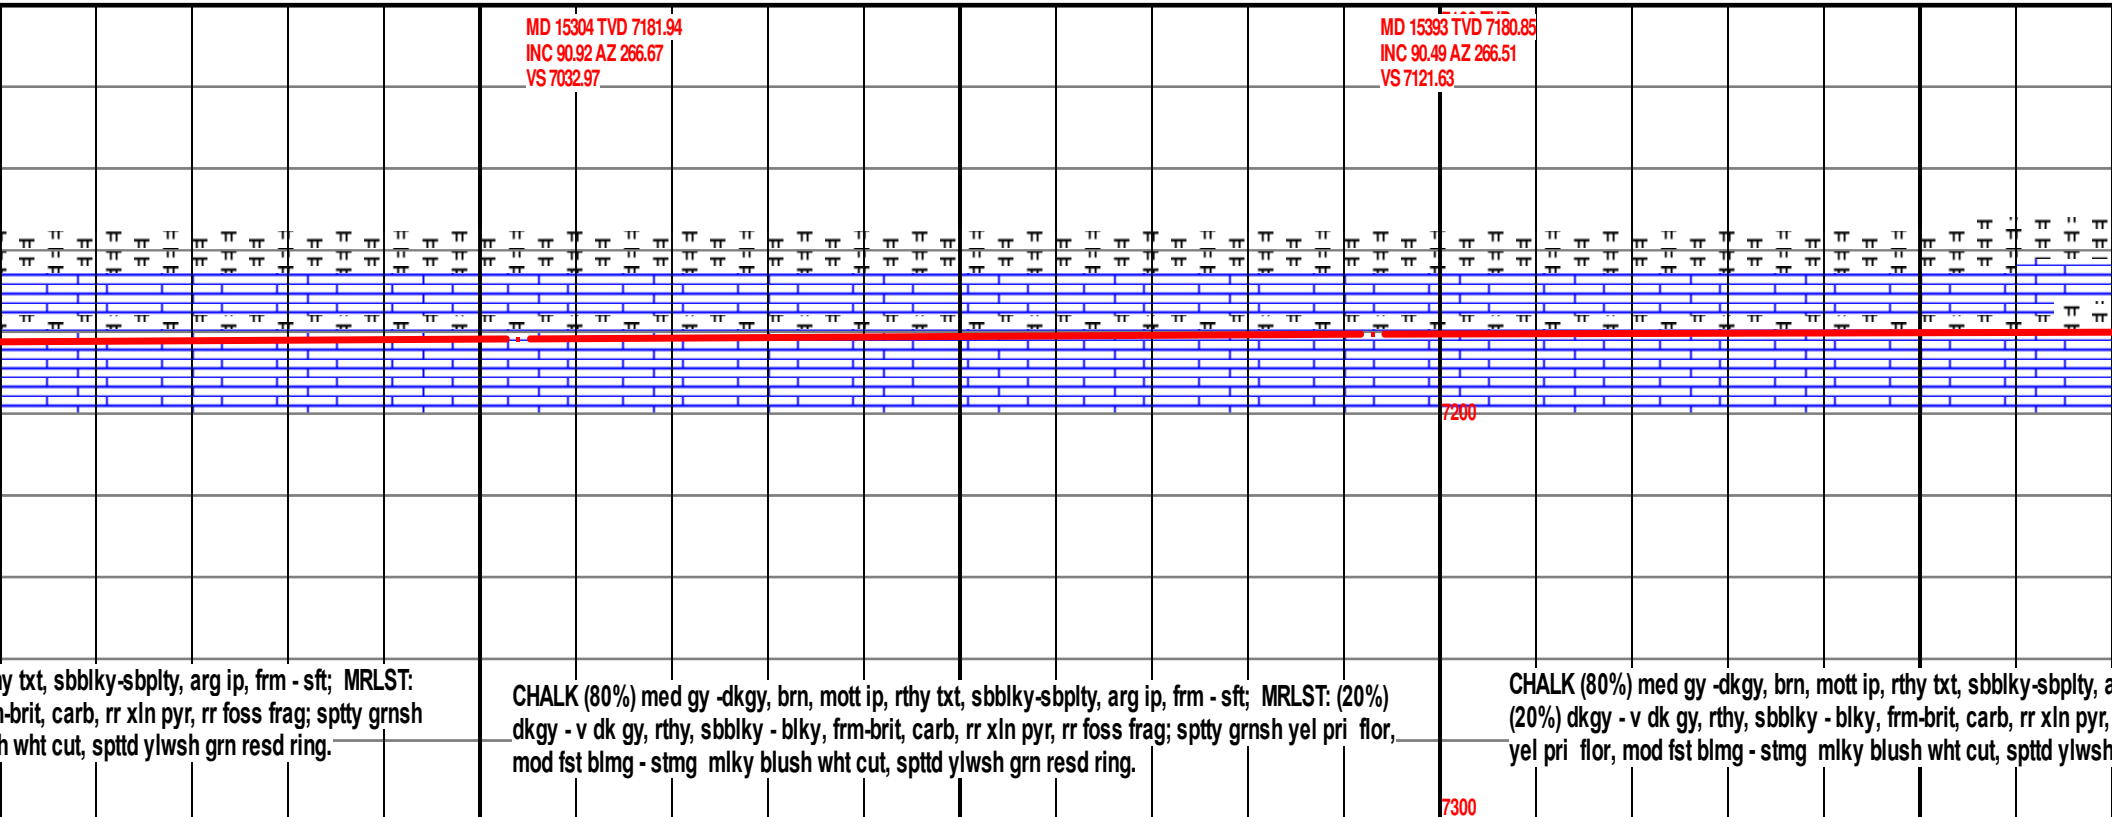 MD 15304 TVD 7181.94
INC 90.92 AZ 266.67
VS 7032.97
MD 15393 TVD 7180.85
INC 90.49 AZ 266.51
VS 7121.63
7200
txt, sbblky-sbplty, arg ip, frm - sft; MRLST:
-brit, carb, rr xln pyr, rr foss frag; sptty grnsh
wht cut, spttd ylwsh grn resd ring.
CHALK (80%) med gy -dkgy, brn, mott ip, rthy txt, sbblky-sbplty, arg ip, frm - sft; MRLST: (20%)
dkgy - v dk gy, rthy, sbblky - blky, frm-brit, carb, rr xln pyr, rr foss frag; sptty grnsh yel pri flor,
mod fst blmg - stmg mlky blush wht cut, spttd ylwsh grn resd ring.
CHALK (80%) med gy -dkgy, brn, mott ip, rthy txt, sbblky-sbplty,
(20%) dkgy - v dk gy, rthy, sbblky - blky, frm-brit, carb, rr xln pyr,
yel pri flor, mod fst blmg - stmg mlky blush wht cut, spttd ylwsh
7300